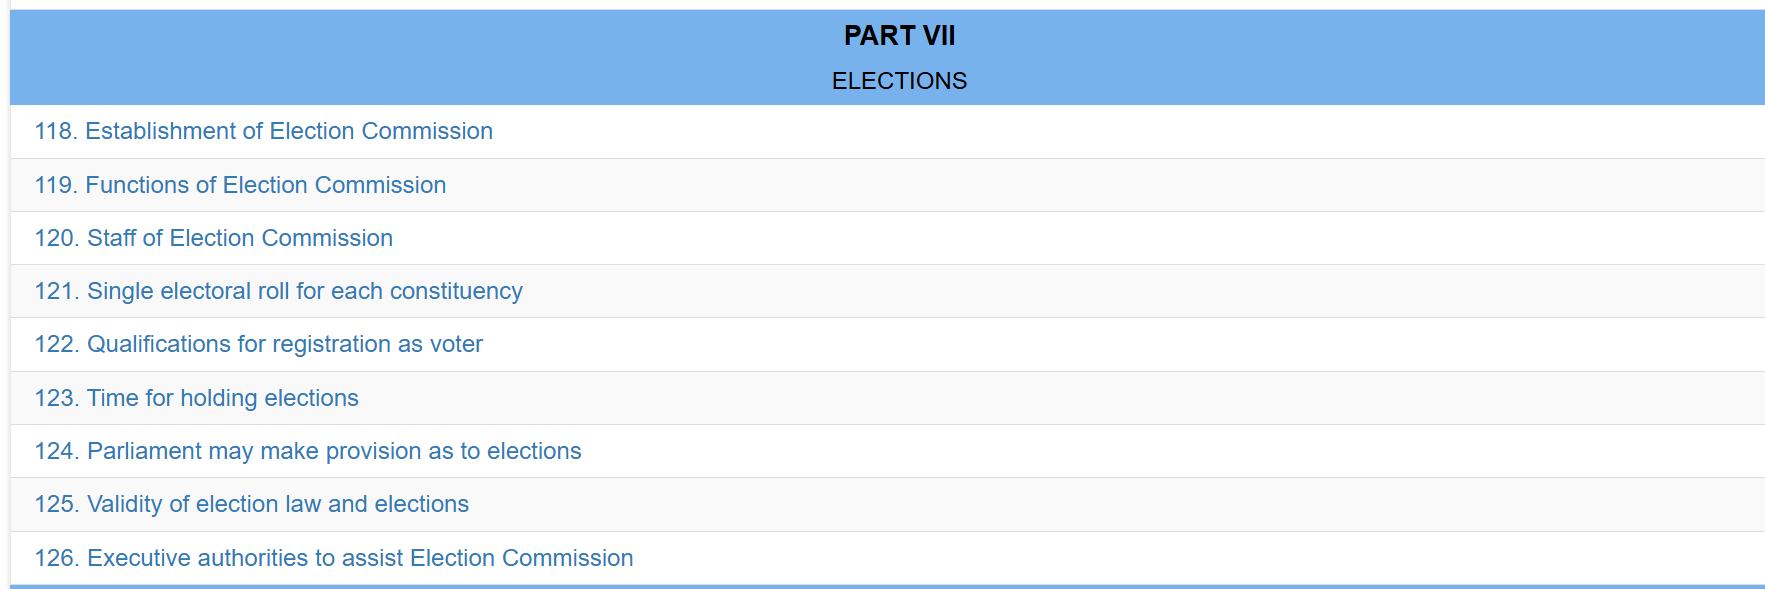 PART VII
ELECTIONS
118. Establishment of Election Commission
119. Functions of Election Commission
120. Staff of Election Commission
121. Single electoral roll for each constituency
122. Qualifications for registration as voter
123. Time for holding elections
124. Parliament may make provision as to elections
125. Validity of election law and elections
126. Executive authorities to assist Election Commission